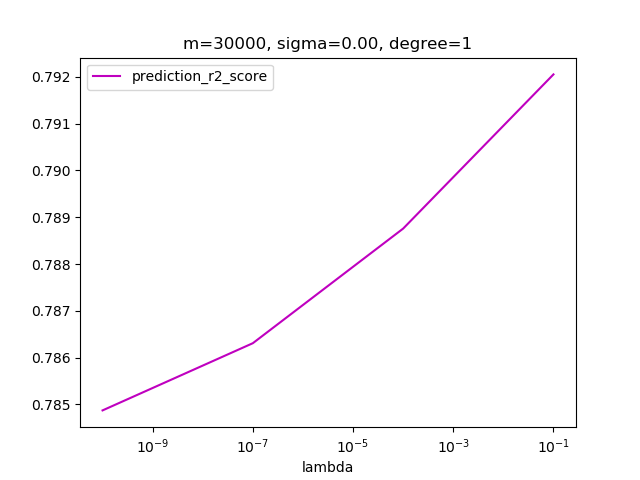 m=30000, sigma=0.00, degree=1
prediction_r2_score
0.792
0.791
0.790
0.789
0.788
0.787
0.786
0.785
10⁻⁹ 10⁻⁷ 10⁻⁵ 10⁻³ 10⁻¹
lambda